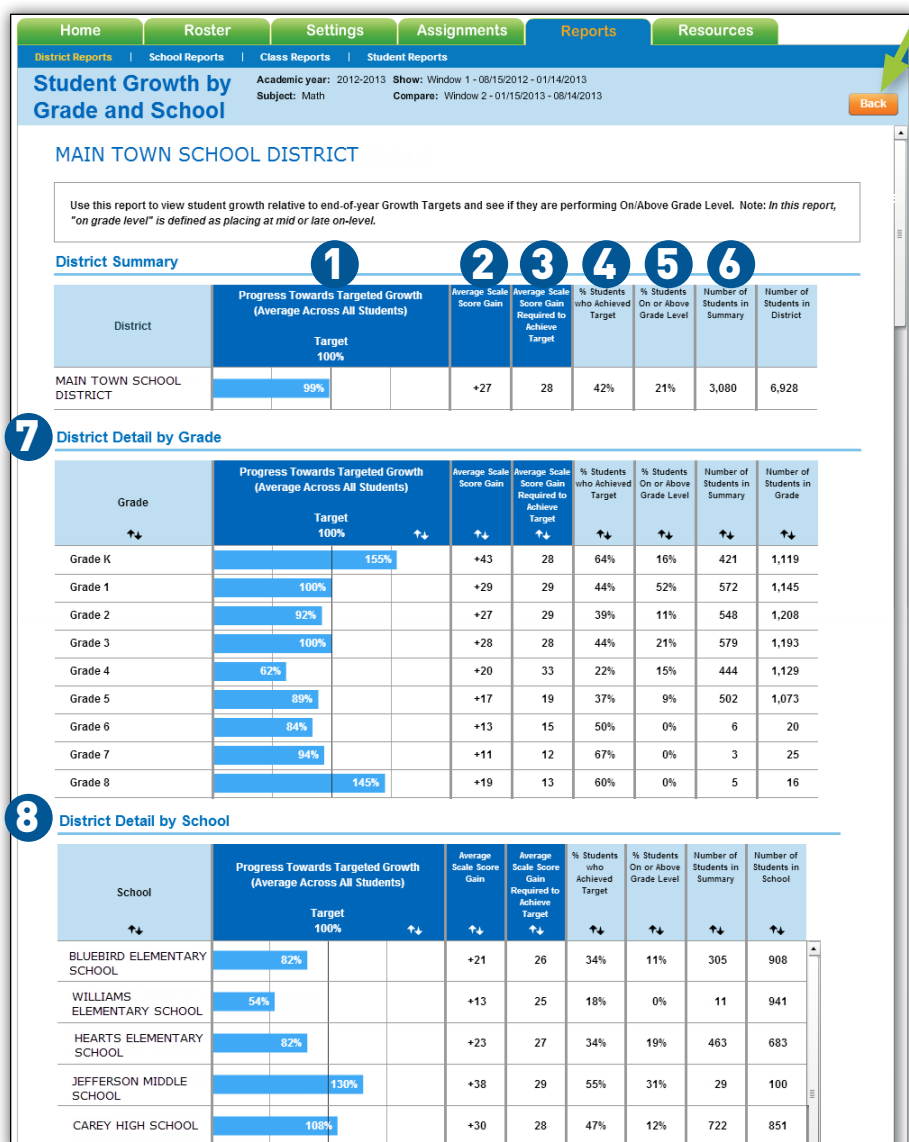 Home Roster Settings Assignments Reports Resources
District Reports | School Reports | Class Reports | Student Reports
Student Growth by
Grade and School
Academic year: 2012-2013 Show: Window 1 - 08/15/2012 - 01/14/2013
Subject: Math Compare: Window 2 - 01/15/2013 - 08/14/2013
Back
MAIN TOWN SCHOOL DISTRICT
Use this report to view student growth relative to end-of-year Growth Targets and see if they are performing On/Above Grade Level. Note: In this report,
"on grade level" is defined as placing at mid or late on-level.
District Summary
1 2 3 4 5 6
District
Progress Towards Targeted Growth
(Average Across All Students)
Target
100%
Average Scale
Score Gain
Average Scale
Score Gain
Required to
Achieve
Target
% Students
who Achieved
Target
% Students
On or Above
Grade Level
Number of
Students in
Summary
Number of
Students in
District
MAIN TOWN SCHOOL
DISTRICT
99% +27 28 42% 21% 3,080 6,928
7
District Detail by Grade
Grade
Progress Towards Targeted Growth
(Average Across All Students)
Target
100%
Average Scale
Score Gain
Average Scale
Score Gain
Required to
Achieve
Target
% Students
who Achieved
Target
% Students
On or Above
Grade Level
Number of
Students in
Summary
Number of
Students in
Grade
Grade K 155% +43 28 64% 16% 421 1,119
Grade 1 100% +29 29 44% 52% 572 1,145
Grade 2 92% +27 29 39% 11% 548 1,208
Grade 3 100% +28 28 44% 21% 579 1,193
Grade 4 62% +20 33 22% 15% 444 1,129
Grade 5 89% +17 19 37% 9% 502 1,073
Grade 6 84% +13 15 50% 0% 6 20
Grade 7 94% +11 12 67% 0% 3 25
Grade 8 145% +19 13 60% 0% 5 16
8
District Detail by School
School
Progress Towards Targeted Growth
(Average Across All Students)
Target
100%
Average
Scale Score
Gain
Average
Scale Score
Gain
Required to
Achieve
Target
% Students
who
Achieved
Target
% Students
On or Above
Grade Level
Number of
Students in
Summary
Number of
Students in
School
BLUEBIRD ELEMENTARY
SCHOOL
82% +21 26 34% 11% 305 908
WILLIAMS
ELEMENTARY SCHOOL
54% +13 25 18% 0% 11 941
HEARTS ELEMENTARY
SCHOOL
82% +23 27 34% 19% 463 683
JEFFERSON MIDDLE
SCHOOL
130% +38 29 55% 31% 29 100
CAREY HIGH SCHOOL 108% +30 28 47% 12% 722 851